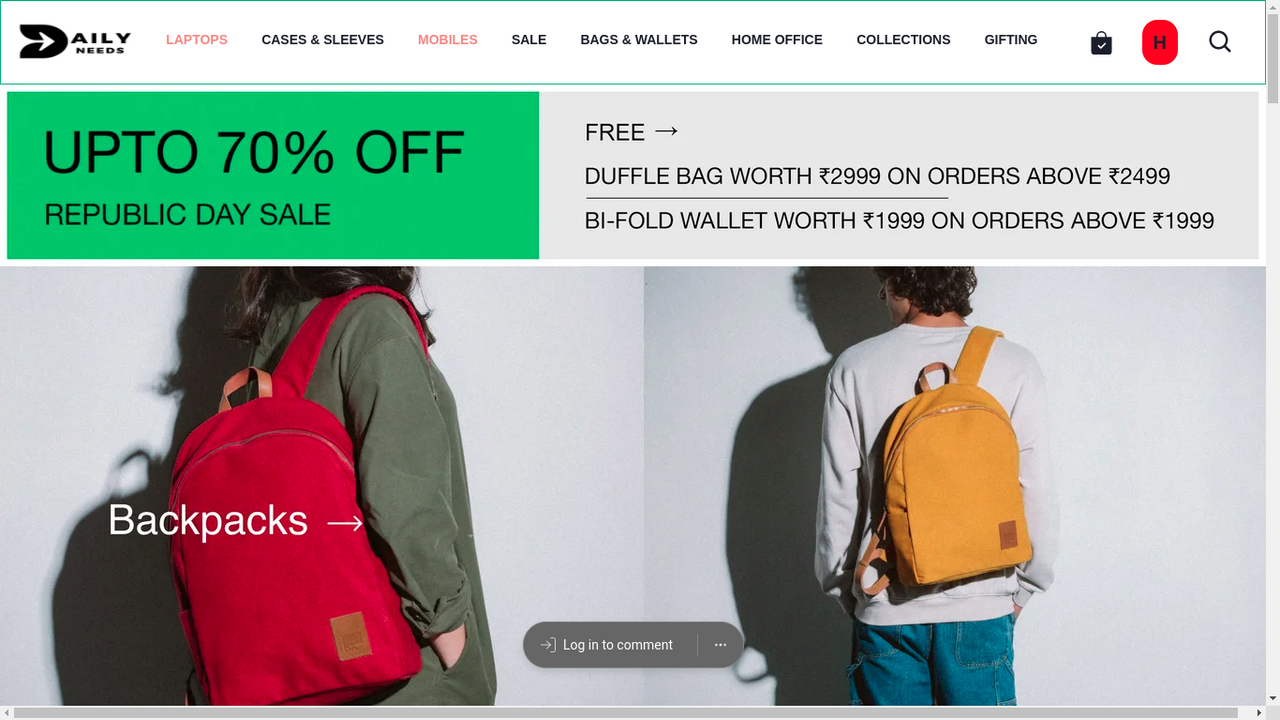 DAILY NEEDS
LAPTOPS CASES & SLEEVES MOBILES SALE BAGS & WALLETS HOME OFFICE COLLECTIONS GIFTING H
UPTO 70% OFF
REPUBLIC DAY SALE
FREE →
DUFFLE BAG WORTH ₹2999 ON ORDERS ABOVE ₹2499
BI-FOLD WALLET WORTH ₹1999 ON ORDERS ABOVE ₹1999
Backpacks →
Log in to comment